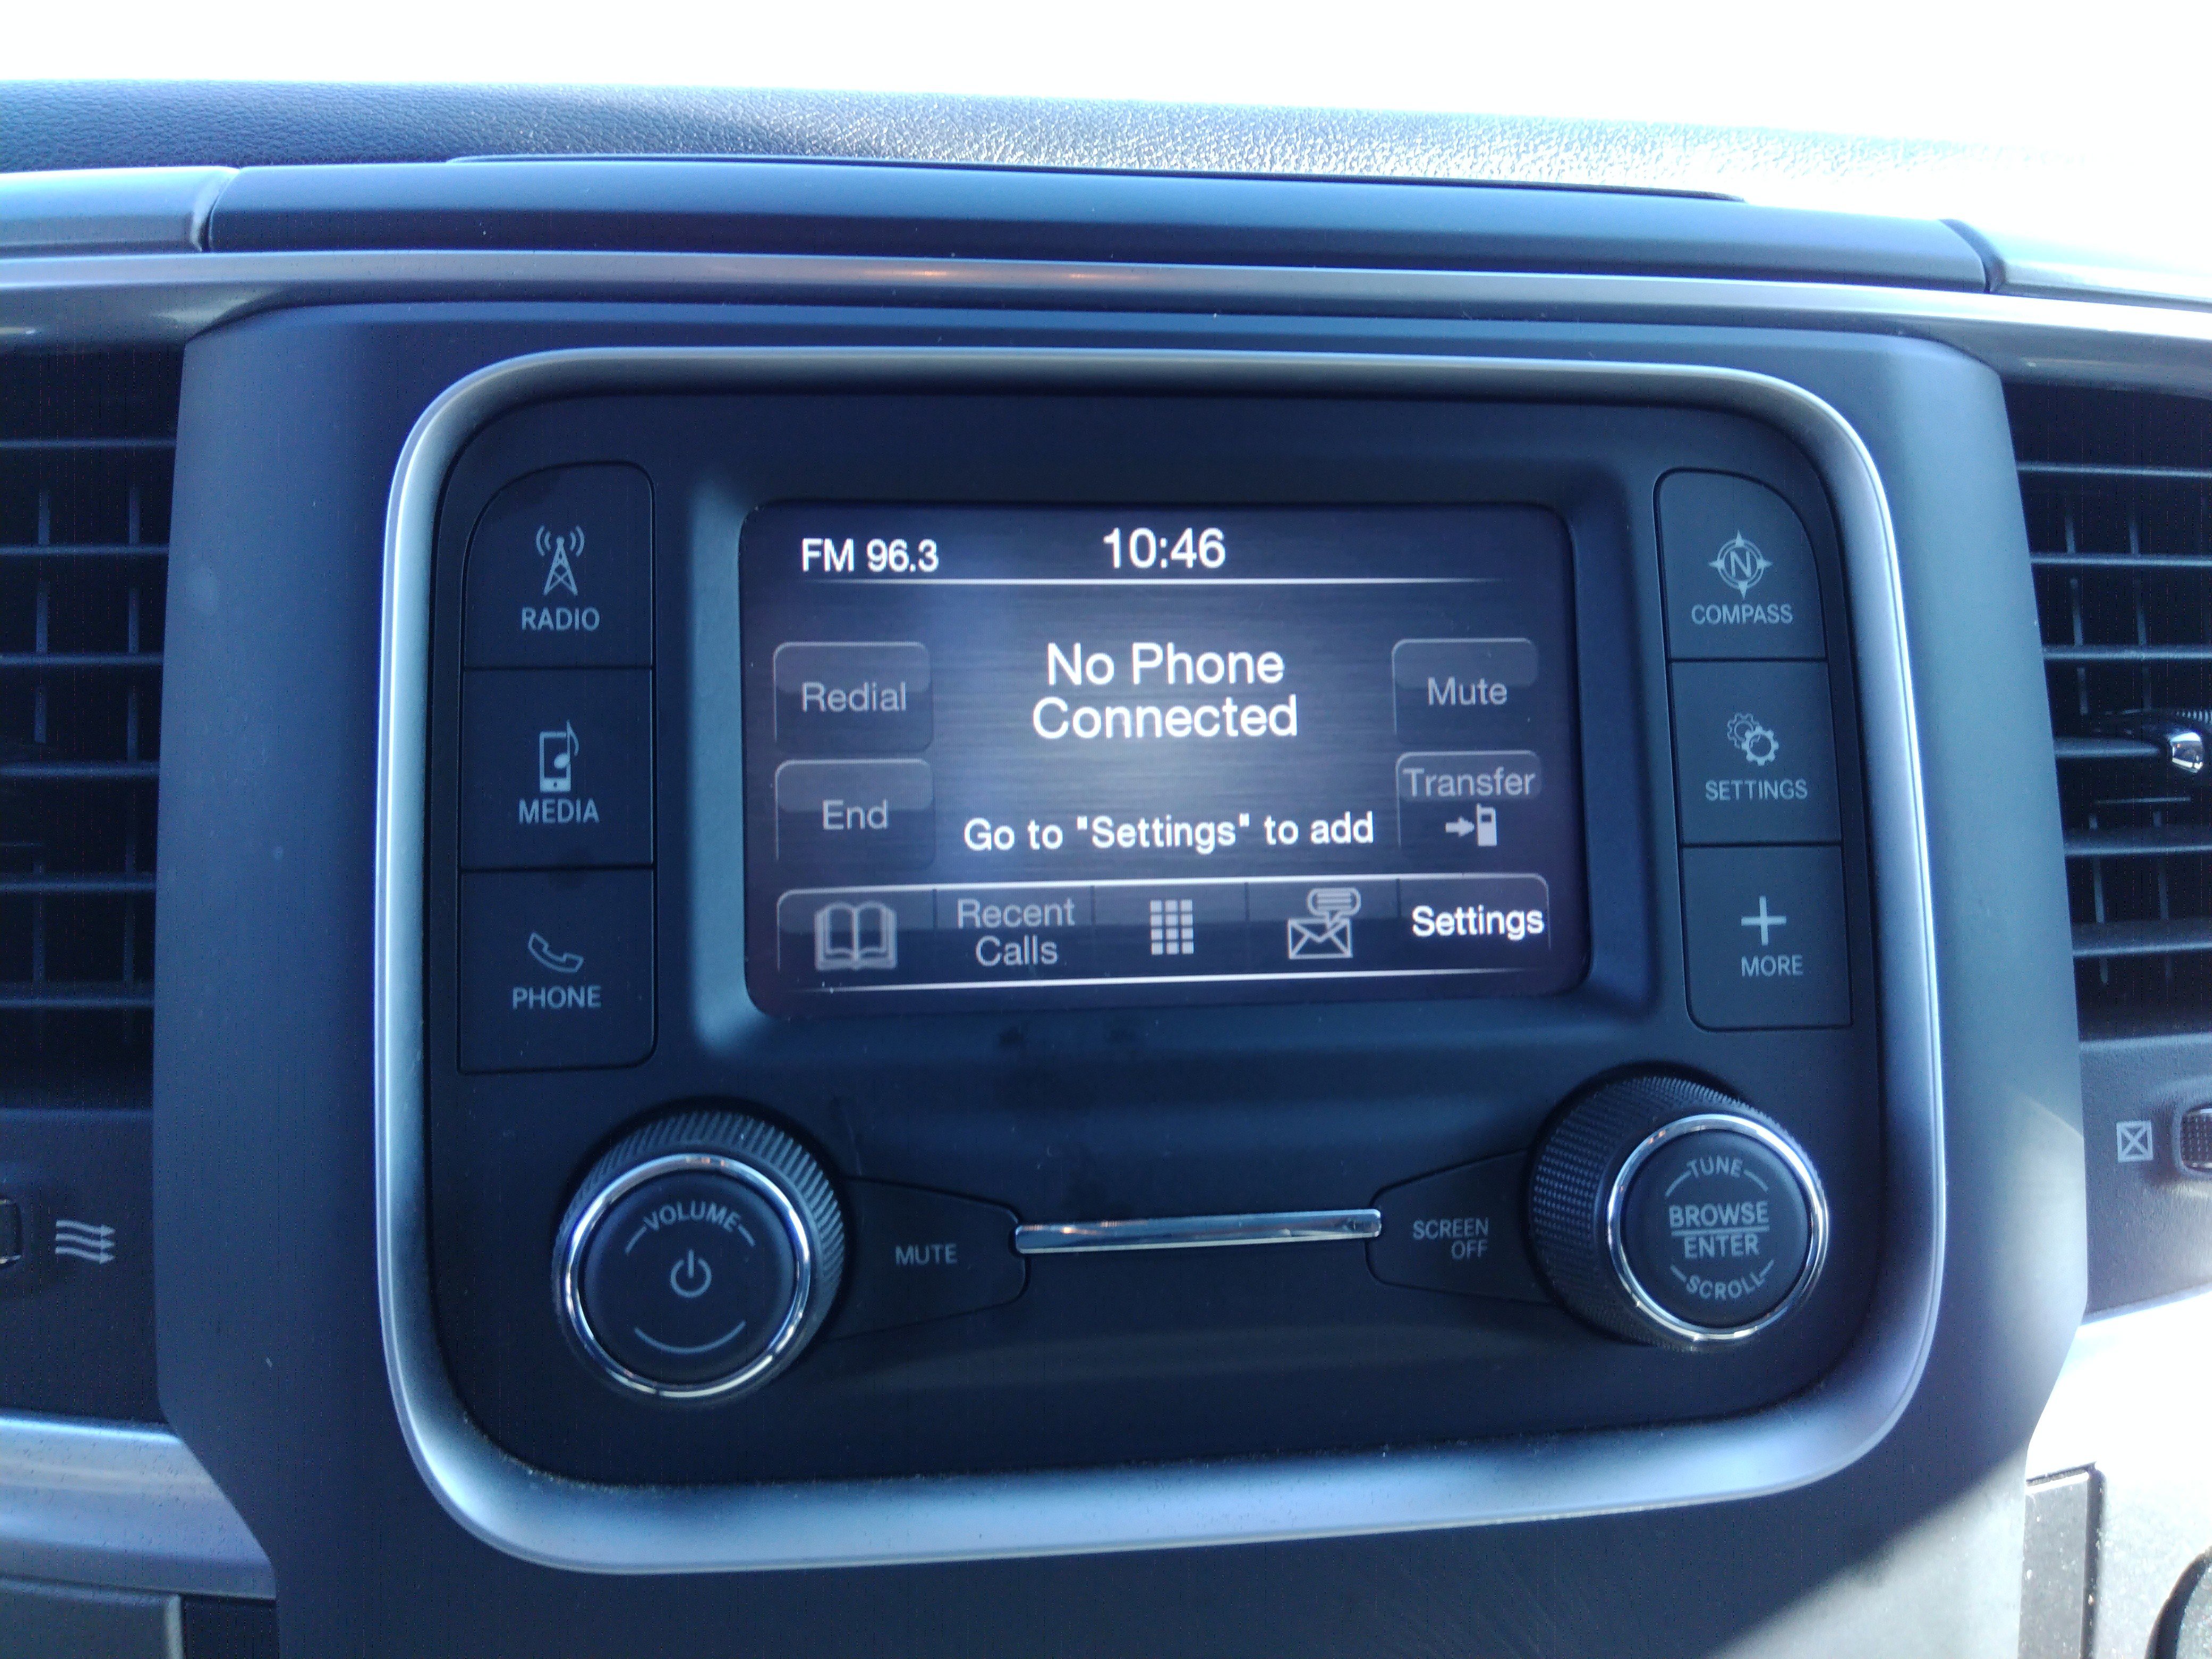 FM 96.3
10:46
RADIO
MEDIA
PHONE
Redial
End
No Phone
Connected
Go to "Settings" to add
Mute
Transfer
Recent
Calls
Settings
N
COMPASS
SETTINGS
MORE
VOLUME
MUTE
SCREEN
OFF
TUNE
BROWSE
ENTER
SCROLL